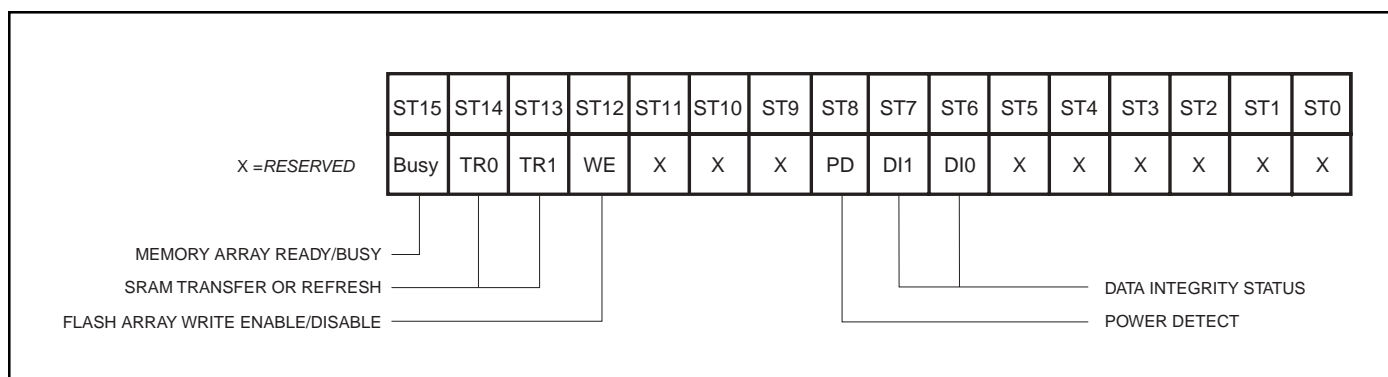 ST15 ST14 ST13 ST12 ST11 ST10 ST9 ST8 ST7 ST6 ST5 ST4 ST3 ST2 ST1 ST0
X =RESERVED Busy TR0 TR1 WE X X X PD DI1 DI0 X X X X X X
MEMORY ARRAY READY/BUSY
SRAM TRANSFER OR REFRESH DATA INTEGRITY STATUS
FLASH ARRAY WRITE ENABLE/DISABLE POWER DETECT